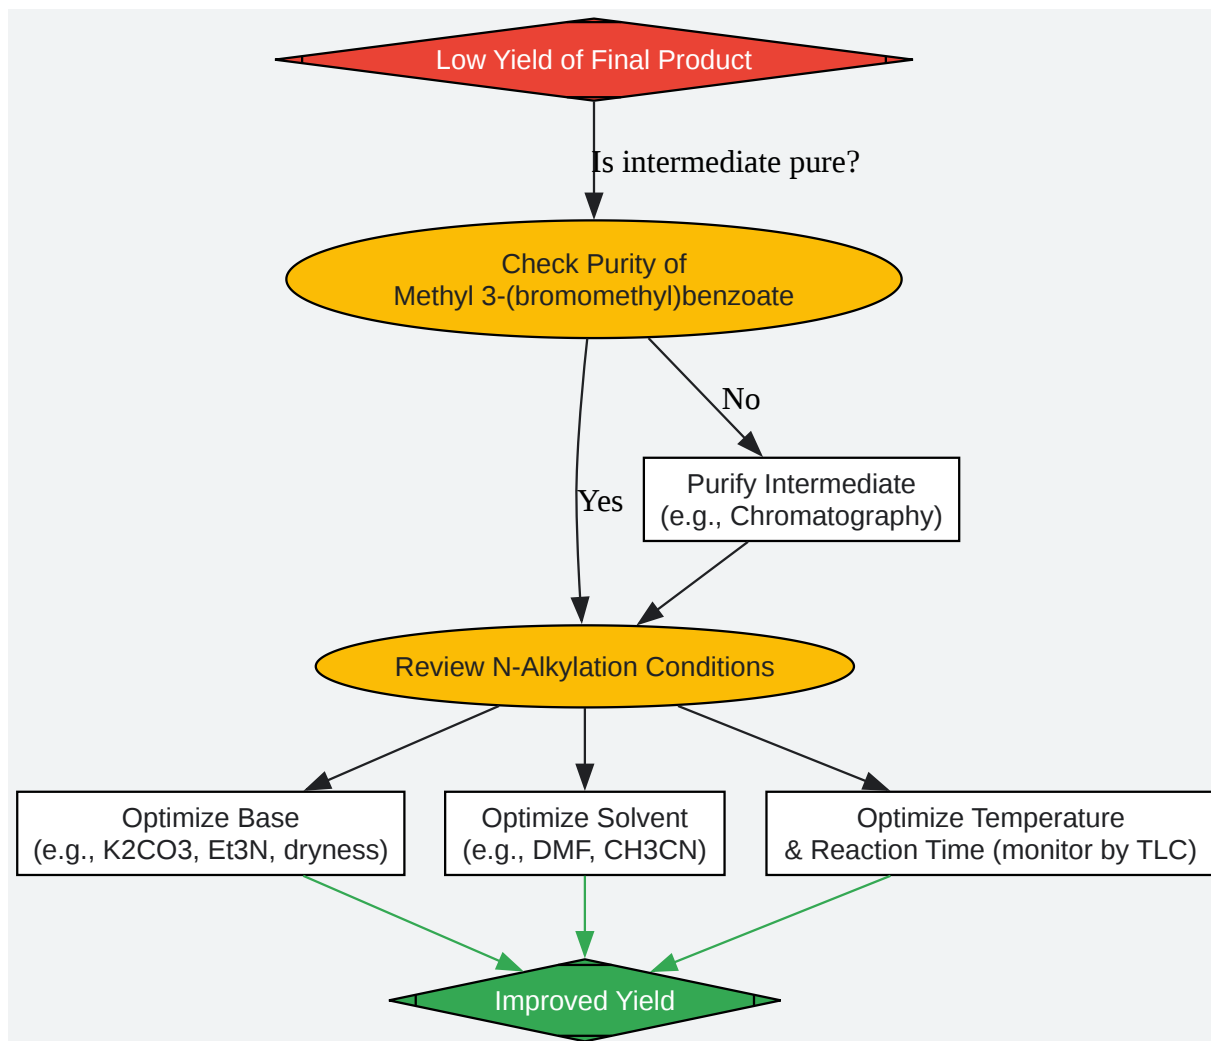 Low Yield of Final Product
Is intermediate pure?
Check Purity of
Methyl 3-(bromomethyl)benzoate
No
Purify Intermediate
(e.g., Chromatography)
Yes
Review N-Alkylation Conditions
Optimize Base
(e.g., K2CO3, Et3N, dryness)
Optimize Solvent
(e.g., DMF, CH3CN)
Optimize Temperature
& Reaction Time (monitor by TLC)
Improved Yield